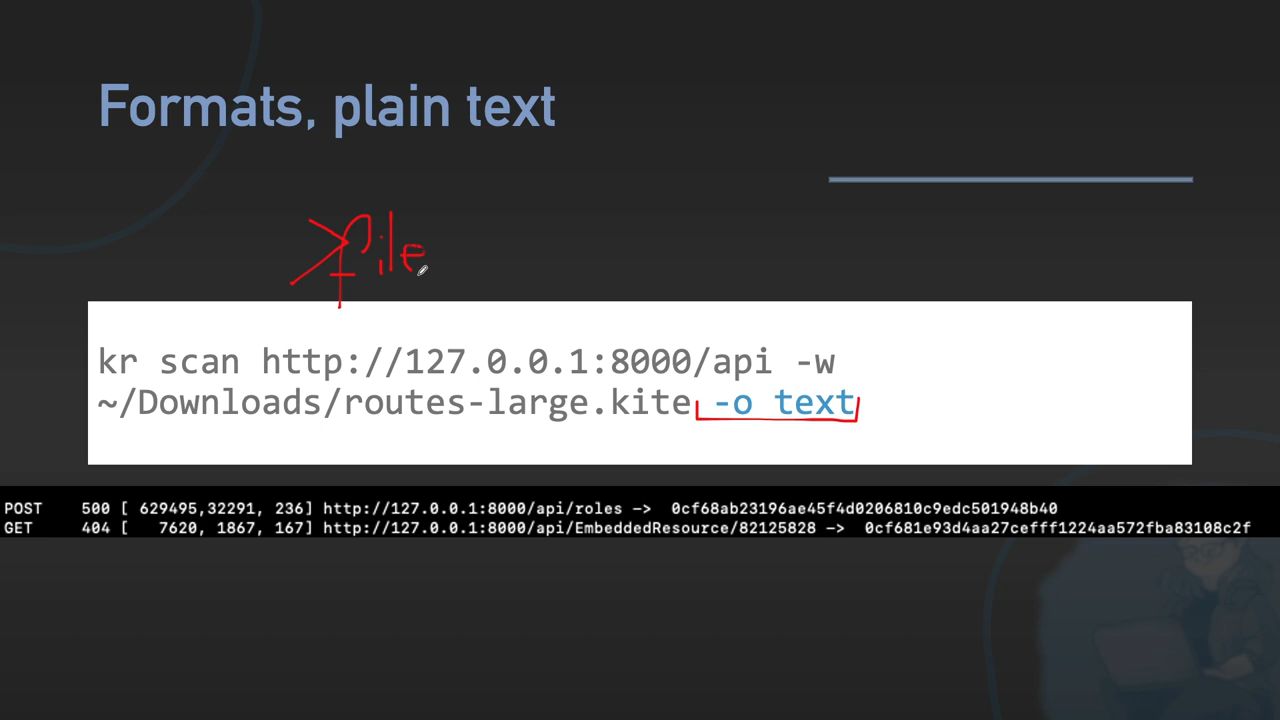 Formats, plain text
>file
kr scan http://127.0.0.1:8000/api -w
~/Downloads/routes-large.kite -o text
POST 500 [ 629495,32291, 236] http://127.0.0.1:8000/api/roles -> 0cf68ab23196ae45f4d0206810c9edc501948b40
GET 404 [ 7620, 1867, 167] http://127.0.0.1:8000/api/EmbeddedResource/82125828 -> 0cf681e93d4aa27cefff1224aa572fba83108c2f